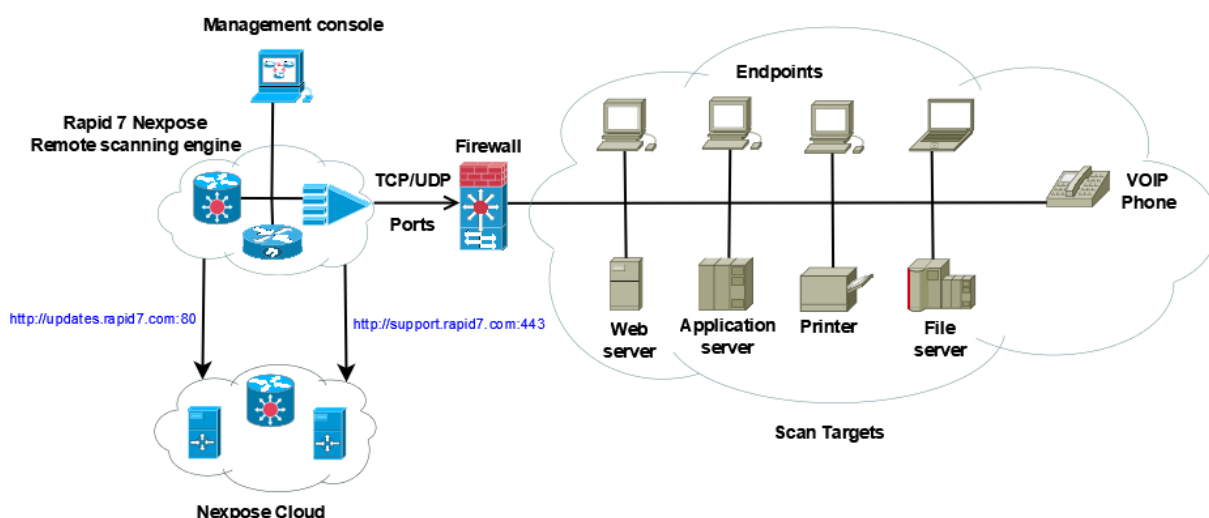 Management console
Rapid 7 Nexpose
Remote scanning engine
Firewall
TCP/UDP
Ports
Endpoints
VOIP
Phone
http://updates.rapid7.com:80
http://support.rapid7.com:443
Web
server
Application
server
Printer
File
server
Scan Targets
Nexpose Cloud